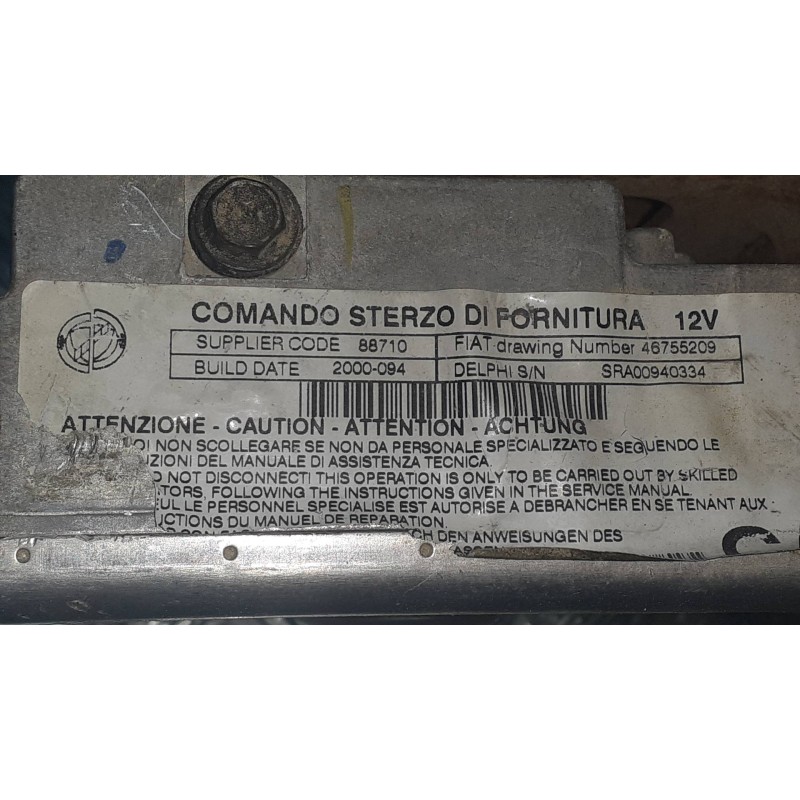 COMANDO STERZO DI FORNITURA 12V
SUPPLIER CODE 88710 FIAT drawing Number 46755209
BUILD DATE 2000-094 DELPHI S/N SRA00940334
ATTENZIONE - CAUTION - ATTENTION - ACHTUNG
NON SCOLLEGARE SE NON DA PERSONALE SPECIALIZZATO E SEGUENDO LE
DEL MANUALE DI ASSISTENZA TECNICA.
NOT DISCONNECT! THIS OPERATION IS ONLY TO BE CARRIED OUT BY SKILLED
FOLLOWING THE INSTRUCTIONS GIVEN IN THE SERVICE MANUAL.
LE PERSONNEL SPECIALISE EST AUTORISE A DEBRANCHER EN SE TENANT AUX
DU MANUEL DE REPARATION.
DEN ANWEISUNGEN DES